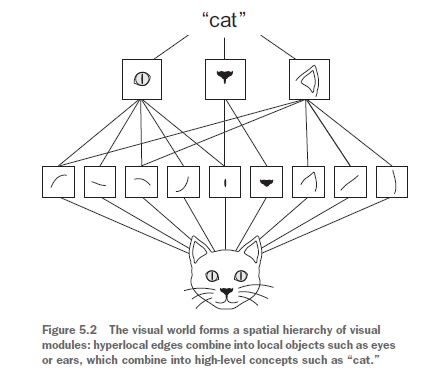 “cat”
Figure 5.2 The visual world forms a spatial hierarchy of visual
modules: hyperlocal edges combine into local objects such as eyes
or ears, which combine into high-level concepts such as “cat.”